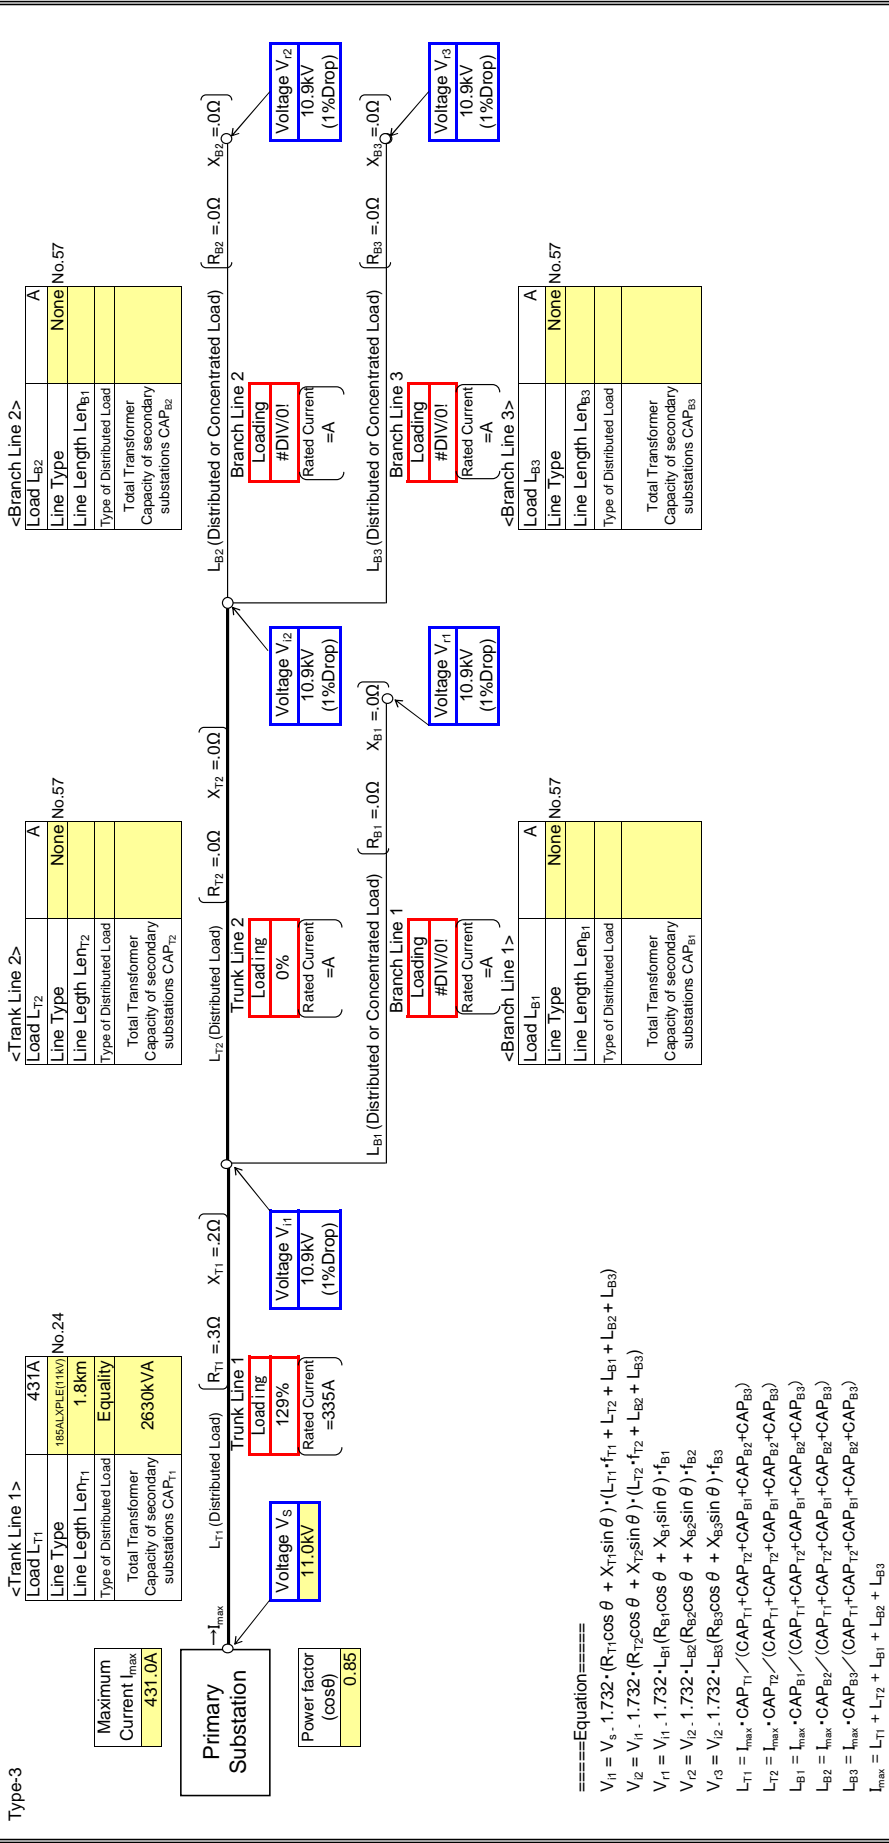 Type-3
Maximum
Current Imax
431.0A
Primary
Substation
Power factor
(cosθ)
0.85
→Imax
Voltage VS
11.0kV
<Trank Line 1>
Load LT1 431A
Line Type 185ALXPLE(11kV) No.24
Line Legth LenT1 1.8km
Type of Distributed Load Equality
Total Transformer
Capacity of secondary
substations CAPT1
2630kVA
LT1 (Distributed Load)
RT1 =.3Ω XT1 =.2Ω
Trunk Line 1
Loading
129%
Rated Current
=335A
Voltage Vi1
10.9kV
(1%Drop)
<Trank Line 2>
Load LT2 A
Line Type None No.57
Line Legth LenT2
Type of Distributed Load
Total Transformer
Capacity of secondary
substations CAPT2
LT2 (Distributed Load)
RT2 =.0Ω XT2 =.0Ω
Trunk Line 2
Loading
0%
Rated Current
=A
Voltage Vi2
10.9kV
(1%Drop)
<Branch Line 2>
Load LB2 A
Line Type None No.57
Line Length LenB1
Type of Distributed Load
Total Transformer
Capacity of secondary
substations CAPB2
LB2 (Distributed or Concentrated Load)
RB2 =.0Ω XB2 =.0Ω
Branch Line 2
Loading
#DIV/0!
Rated Current
=A
Voltage Vr2
10.9kV
(1%Drop)
LB1 (Distributed or Concentrated Load)
RB1 =.0Ω XB1 =.0Ω
Branch Line 1
Loading
#DIV/0!
Rated Current
=A
Voltage Vr1
10.9kV
(1%Drop)
<Branch Line 1>
Load LB1 A
Line Type None No.57
Line Length LenB1
Type of Distributed Load
Total Transformer
Capacity of secondary
substations CAPB1
LB3 (Distributed or Concentrated Load)
RB3 =.0Ω XB3 =.0Ω
Branch Line 3
Loading
#DIV/0!
Rated Current
=A
Voltage Vr3
10.9kV
(1%Drop)
<Branch Line 3>
Load LB3 A
Line Type None No.57
Line Length LenB3
Type of Distributed Load
Total Transformer
Capacity of secondary
substations CAPB3
=====Equation=====
Vi1 = Vs - 1.732・(RT1cosθ + XT1sinθ)・(LT1・fT1 + LT2 + LB1 + LB2 + LB3)
Vi2 = Vi1 - 1.732・(RT2cosθ + XT2sinθ)・(LT2・fT2 + LB2 + LB3)
Vr1 = Vi1 - 1.732・LB1(RB1cosθ + XB1sinθ)・fB1
Vr2 = Vi2 - 1.732・LB2(RB2cosθ + XB2sinθ)・fB2
Vr3 = Vi2 - 1.732・LB3(RB3cosθ + XB3sinθ)・fB3
LT1 = Imax・CAPT1／(CAPT1+CAPT2+CAPB1+CAPB2+CAPB3)
LT2 = Imax・CAPT2／(CAPT1+CAPT2+CAPB1+CAPB2+CAPB3)
LB1 = Imax・CAPB1／(CAPT1+CAPT2+CAPB1+CAPB2+CAPB3)
LB2 = Imax・CAPB2／(CAPT1+CAPT2+CAPB1+CAPB2+CAPB3)
LB3 = Imax・CAPB3／(CAPT1+CAPT2+CAPB1+CAPB2+CAPB3)
Imax = LT1 + LT2 + LB1 + LB2 + LB3